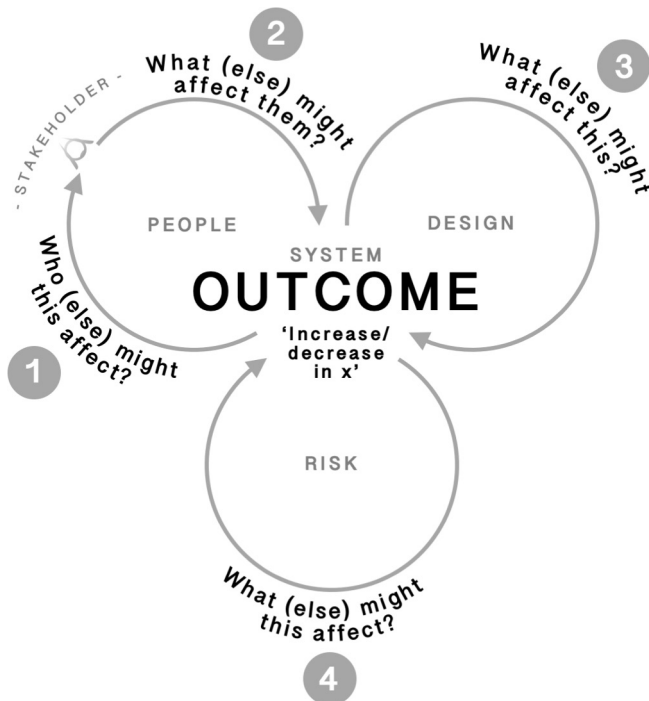 2
What (else) might
affect them?
3
What (else) might
affect this?
- STAKEHOLDER -
PEOPLE
DESIGN
SYSTEM
OUTCOME
'Increase/
decrease
in x'
Who (else) might
this affect?
1
RISK
What (else) might
this affect?
4